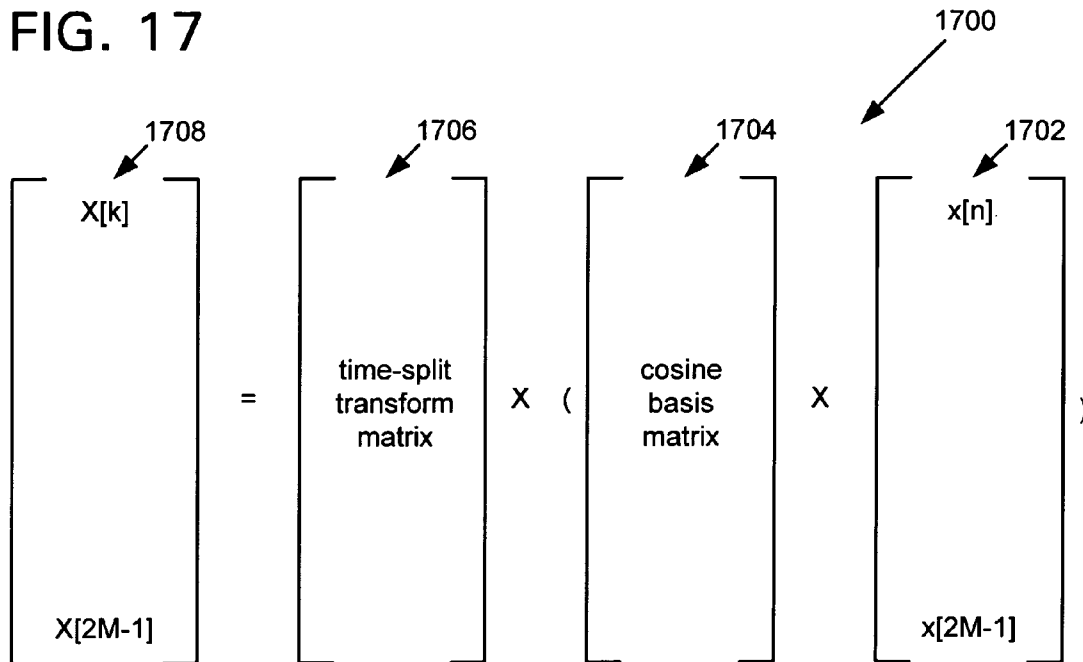 FIG. 17
1700
1708
1706
1704
1702
X[k]
x[n]
=
time-split
transform
matrix
X
(
cosine
basis
matrix
X
)
X[2M-1]
x[2M-1]